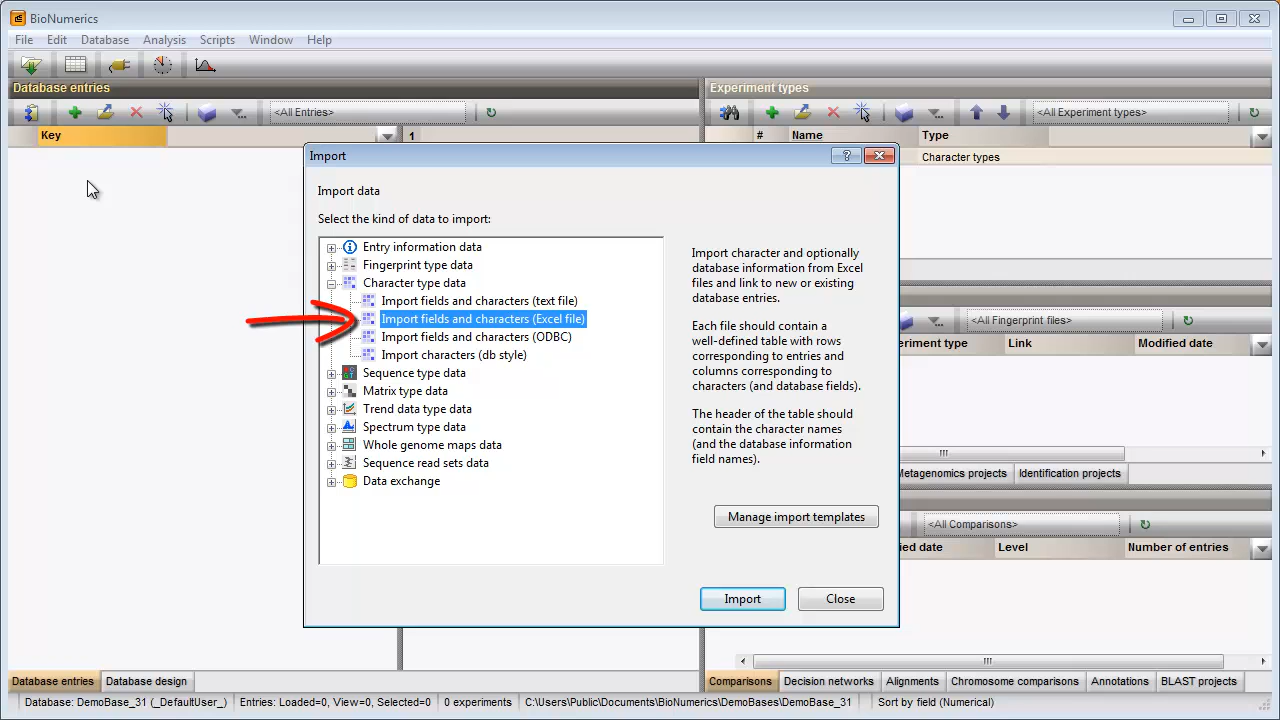 BioNumerics
File Edit Database Analysis Scripts Window Help
Database entries
Experiment types
<All Entries>
<All Experiment types>
Key
1
# Name Type
Character types
Import
Import data
Select the kind of data to import:
Entry information data
Fingerprint type data
Character type data
Import fields and characters (text file)
Import fields and characters (Excel file)
Import fields and characters (ODBC)
Import characters (db style)
Sequence type data
Matrix type data
Trend data type data
Spectrum type data
Whole genome maps data
Sequence read sets data
Data exchange
Import character and optionally
database information from Excel
files and link to new or existing
database entries.
Each file should contain a
well-defined table with rows
corresponding to entries and
columns corresponding to
characters (and database fields).
The header of the table should
contain the character names
(and the database information
field names).
Manage import templates
Import Close
<All Fingerprint files>
Link Modified date
Metagenomics projects Identification projects
<All Comparisons>
Level Number of entries
Database entries Database design
Comparisons Decision networks Alignments Chromosome comparisons Annotations BLAST projects
Database: DemoBase_31 (_DefaultUser_) Entries: Loaded=0, View=0, Selected=0 0 experiments C:\Users\Public\Documents\BioNumerics\DemoBases\DemoBase_31 Sort by field (Numerical)